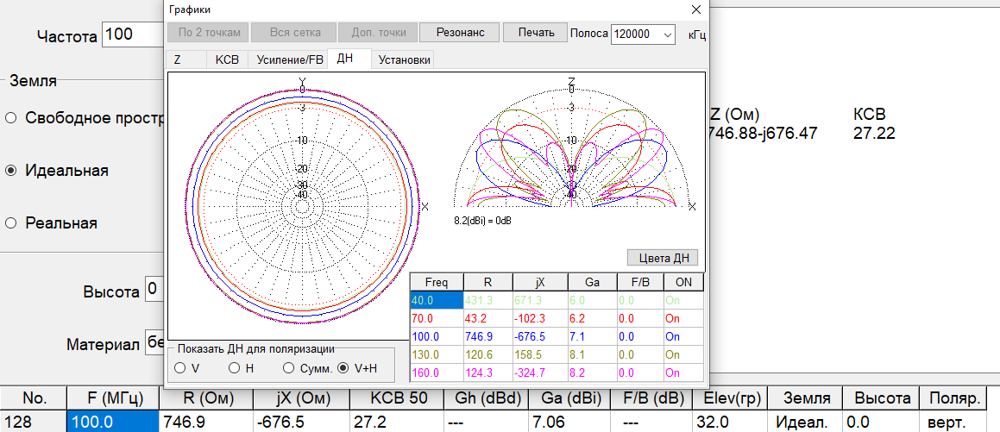 Графики
По 2 точкам Вся сетка Доп. точки Резонанс Печать Полоса 120000 кГц
Z КСВ Усиление/FB ДН Установки
Частота 100
Земля
Свободное простр
Идеальная
Реальная
Высота 0
Материал бе
Y
0
-3
-10
-20
-30
-40
X
Z
0
-3
-10
-20
-30
-40
X
8.2(dBi) = 0dB
Цвета ДН
Freq R jX Ga F/B ON
40.0 431.3 671.3 6.0 0.0 On
70.0 43.2 -102.3 6.2 0.0 On
100.0 746.9 -676.5 7.1 0.0 On
130.0 120.6 158.5 8.1 0.0 On
160.0 124.3 -324.7 8.2 0.0 On
Показать ДН для поляризации
V H Сумм. V+H
Z (Ом) КСВ
746.88-j676.47 27.22
No. F (МГц) R (Ом) jX (Ом) КСВ 50 Gh (dBd) Ga (dBi) F/B (dB) Elev(гр) Земля Высота Поляр.
128 100.0 746.9 -676.5 27.2 --- 7.06 --- 32.0 Идеал. 0.0 верт.